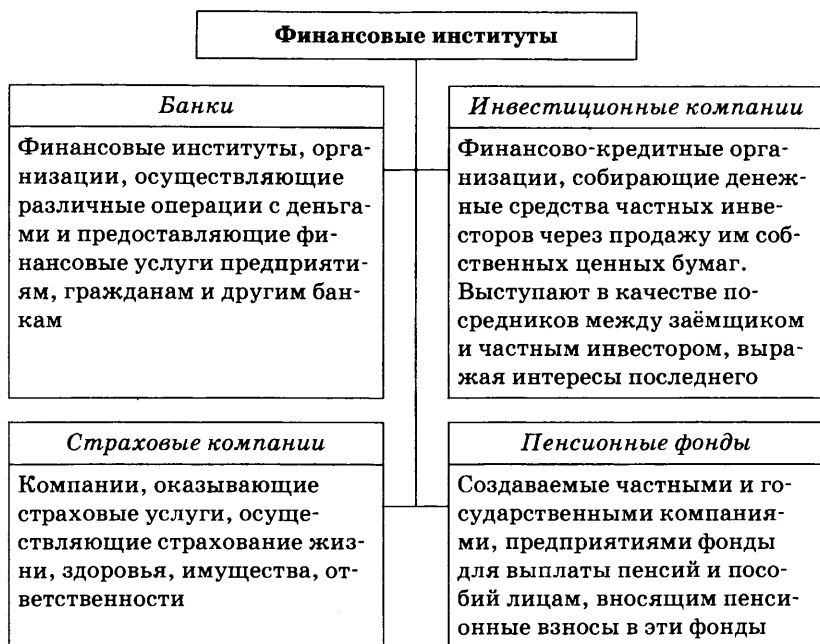 Финансовые институты
Банки
Финансовые институты, орга-
низации, осуществляющие
различные операции с деньга-
ми и предоставляющие фи-
нансовые услуги предприяти-
ям, гражданам и другим бан-
кам
Инвестиционные компании
Финансово-кредитные орга-
низации, собирающие денеж-
ные средства частных инве-
сторов через продажу им соб-
ственных ценных бумаг.
Выступают в качестве по-
средников между заёмщиком
и частным инвестором, выра-
жая интересы последнего
Страховые компании
Компании, оказывающие
страховые услуги, осуще-
ствляющие страхование жиз-
ни, здоровья, имущества, от-
ветственности
Пенсионные фонды
Создаваемые частными и го-
сударственными компания-
ми, предприятиями фонды
для выплаты пенсий и посо-
бий лицам, вносящим пенси-
онные взносы в эти фонды